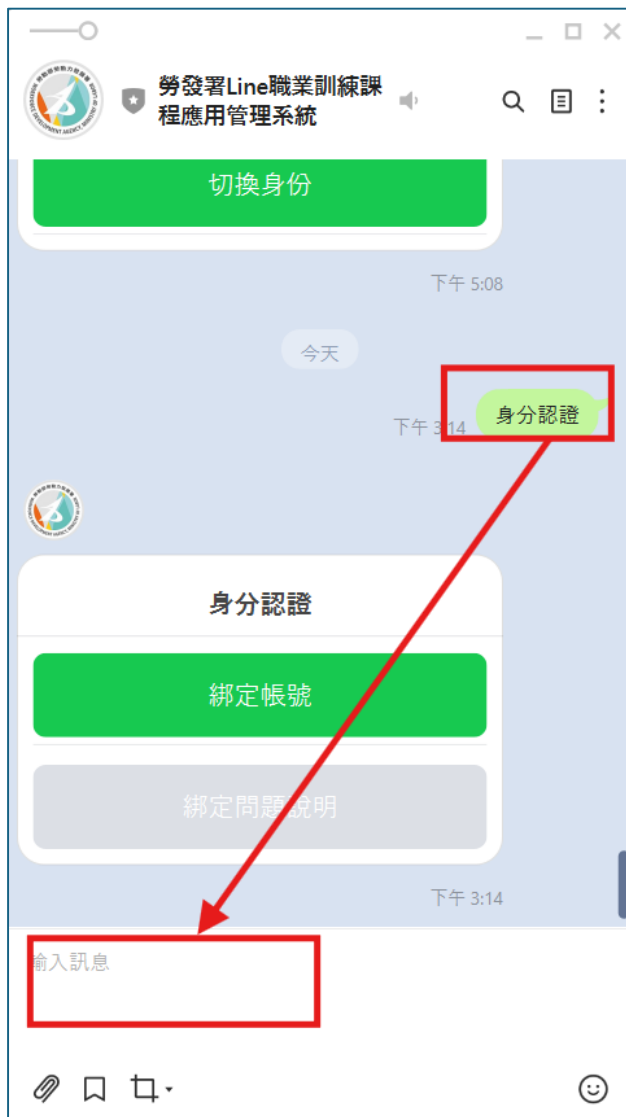 勞發署Line職業訓練課
程應用管理系統
切換身份
下午 5:08
今天
身分認證
下午 3:14
身分認證
綁定帳號
綁定問題說明
下午 3:14
輸入訊息